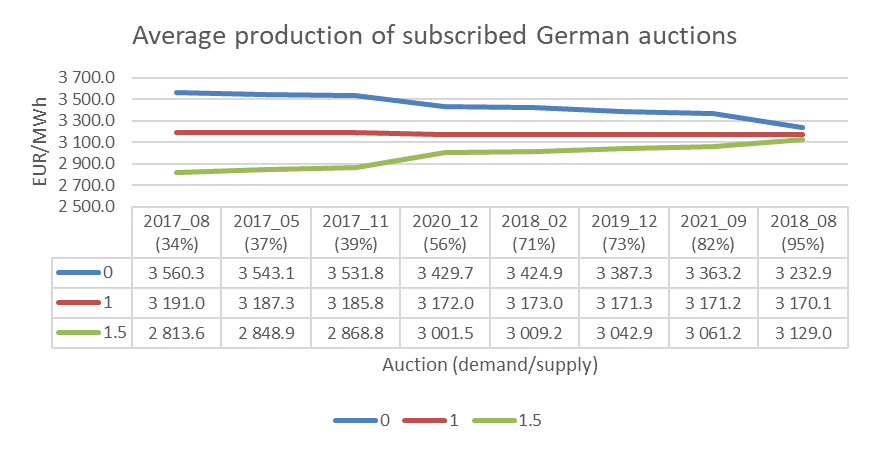 Average production of subscribed German auctions
EUR/MWh
3 700.0
3 500.0
3 300.0
3 100.0
2 900.0
2 700.0
2 500.0
2017_08 2017_05 2017_11 2020_12 2018_02 2019_12 2021_09 2018_08
(34%) (37%) (39%) (56%) (71%) (73%) (82%) (95%)
0 3 560.3 3 543.1 3 531.8 3 429.7 3 424.9 3 387.3 3 363.2 3 232.9
1 3 191.0 3 187.3 3 185.8 3 172.0 3 173.0 3 171.3 3 171.2 3 170.1
1.5 2 813.6 2 848.9 2 868.8 3 001.5 3 009.2 3 042.9 3 061.2 3 129.0
Auction (demand/supply)
0 1 1.5